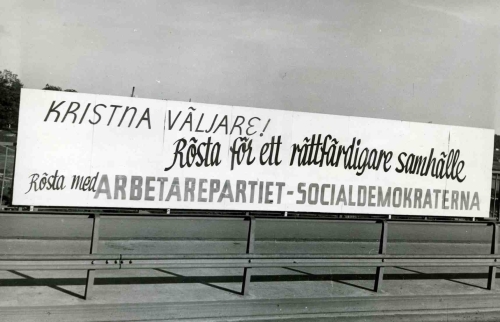 KRISTNA VÄLJARE!
Rösta för ett rättfärdigare samhälle
Rösta med ARBETAREPARTIET-SOCIALDEMOKRATERNA